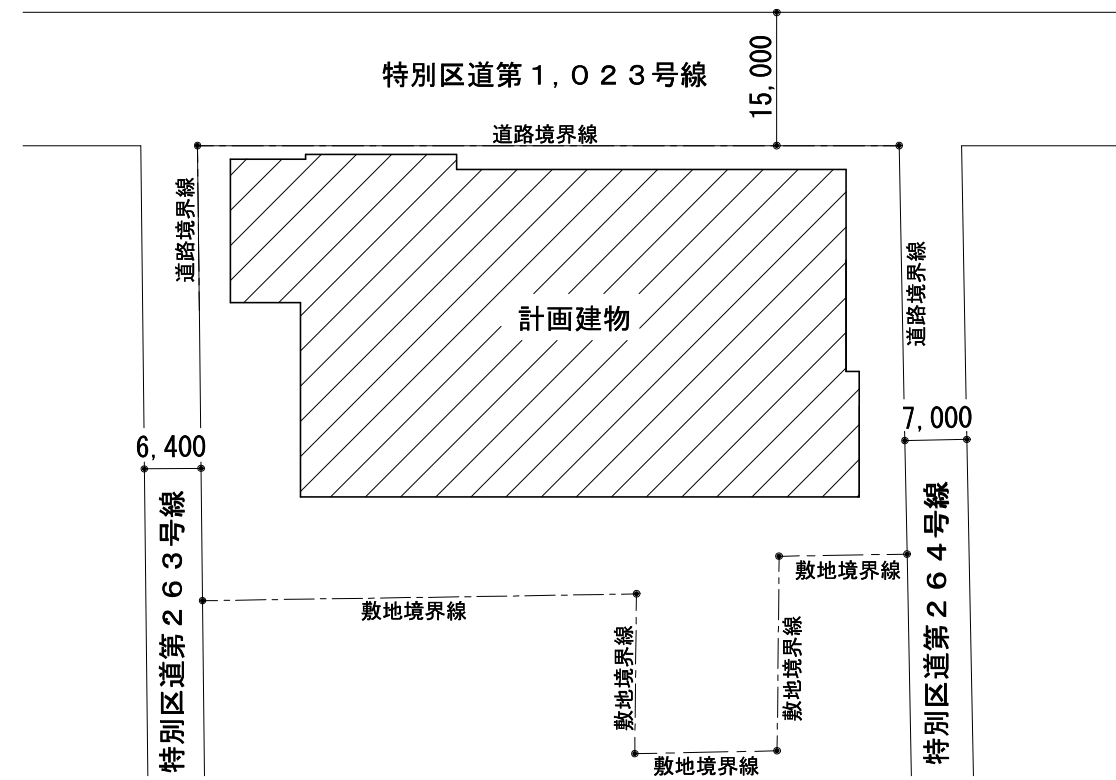 特別区道第１,０２３号線
15,000
道路境界線
道路境界線
道路境界線
計画建物
6,400
7,000
特別区道第２６３号線
特別区道第２６４号線
敷地境界線
敷地境界線
敷地境界線
敷地境界線
敷地境界線